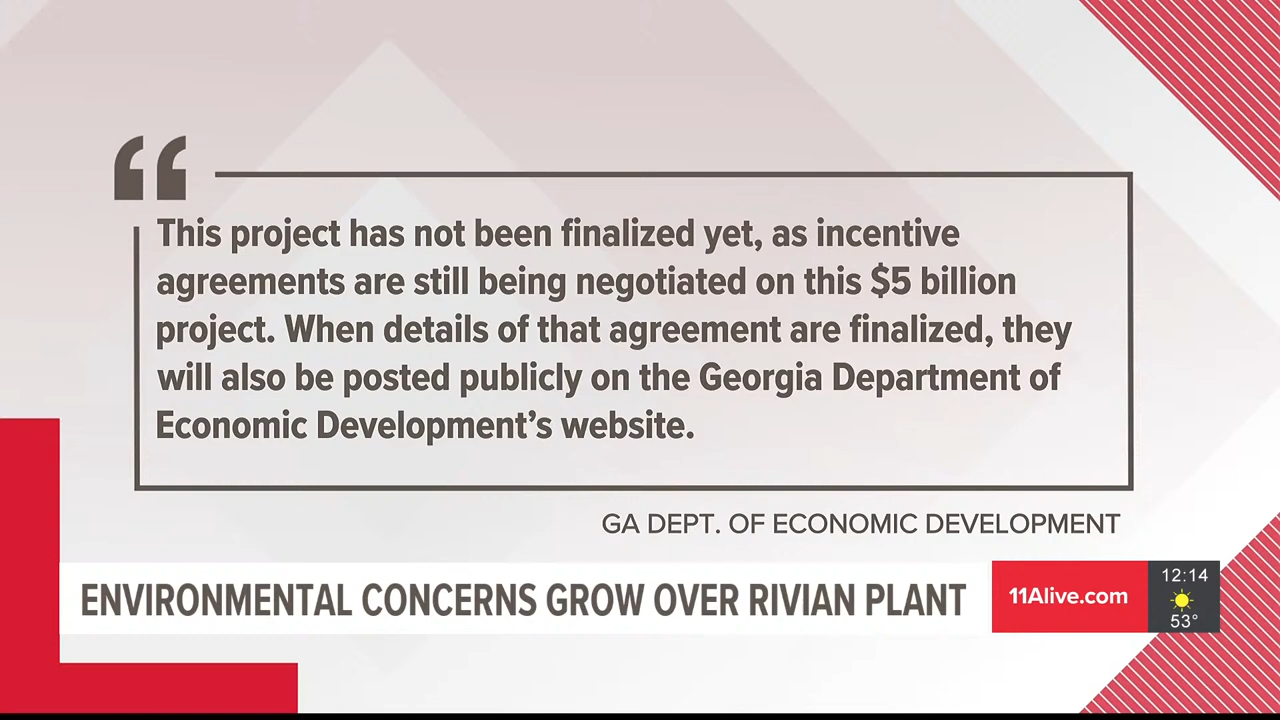 “
This project has not been finalized yet, as incentive
agreements are still being negotiated on this $5 billion
project. When details of that agreement are finalized, they
will also be posted publicly on the Georgia Department of
Economic Development’s website.
GA DEPT. OF ECONOMIC DEVELOPMENT
ENVIRONMENTAL CONCERNS GROW OVER RIVIAN PLANT
11Alive.com
12:14
53°